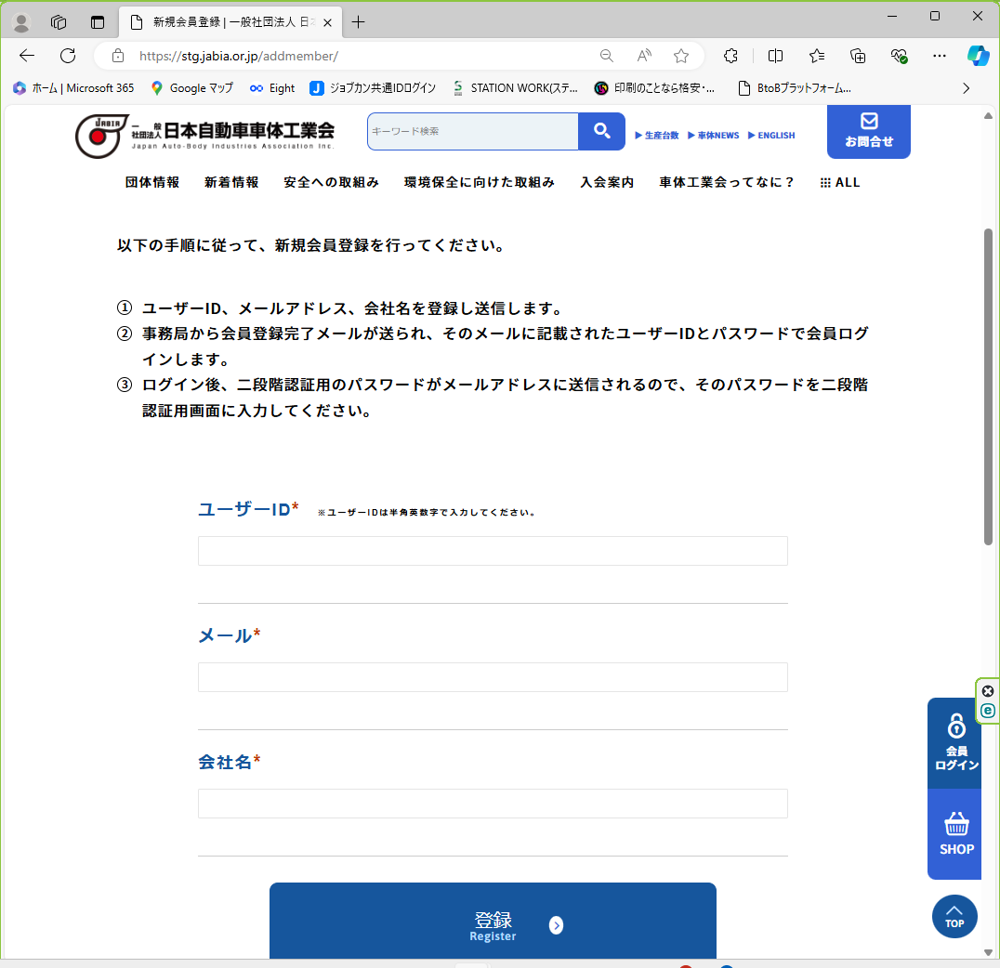 新規会員登録 | 一般社団法人 日本
https://stg.jabia.or.jp/addmember/
ホーム | Microsoft 365
Google マップ
Eight
ジョブカン共通IDログイン
STATION WORK(ステ...
印刷のことなら格安・...
BtoBプラットフォーム...
JABIA
一般社団法人 日本自動車車体工業会
Japan Auto-Body Industries Association Inc.
キーワード検索
▶ 生産台数 ▶ 車体NEWS ▶ ENGLISH
お問合せ
団体情報 新着情報 安全への取組み 環境保全に向けた取組み 入会案内 車体工業会ってなに？ ALL
以下の手順に従って、新規会員登録を行ってください。
① ユーザーID、メールアドレス、会社名を登録し送信します。
② 事務局から会員登録完了メールが送られ、そのメールに記載されたユーザーIDとパスワードで会員ログ
インします。
③ ログイン後、二段階認証用のパスワードがメールアドレスに送信されるので、そのパスワードを二段階
認証用画面に入力してください。
ユーザーID* ※ユーザーIDは半角英数字で入力してください。
メール*
会社名*
会員
ログイン
SHOP
TOP
登録
Register